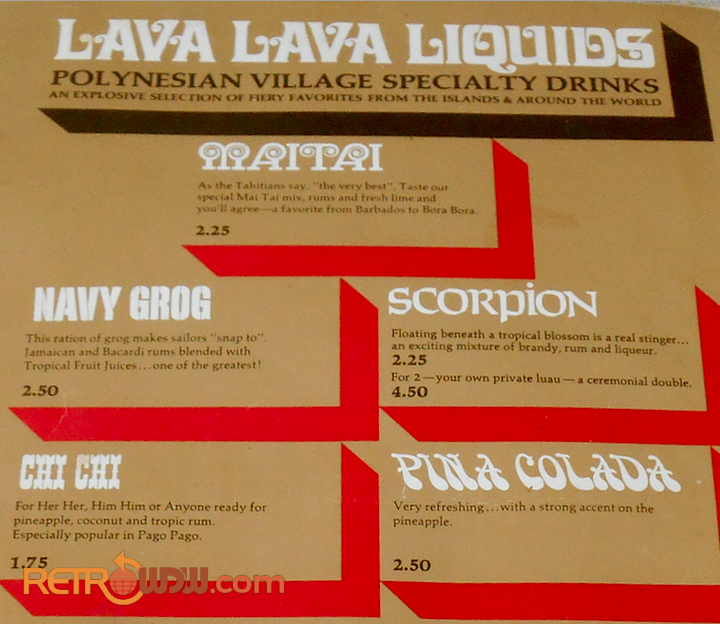 LAVA LAVA LIQUIDS
POLYNESIAN VILLAGE SPECIALTY DRINKS
AN EXPLOSIVE SELECTION OF FIERY FAVORITES FROM THE ISLANDS & AROUND THE WORLD
MAITAI
As the Tahitians say, "the very best". Taste our
special Mai Tai mix, rums and fresh lime and
you'll agree—a favorite from Barbados to Bora Bora.
2.25
NAVY GROG
This ration of grog makes sailors "snap to".
Jamaican and Bacardi rums blended with
Tropical Fruit Juices...one of the greatest!
2.50
SCORPION
Floating beneath a tropical blossom is a real stinger...
an exciting mixture of brandy, rum and liqueur.
2.25
For 2—your own private luau—a ceremonial double.
4.50
CHI CHI
For Her Her, Him Him or Anyone ready for
pineapple, coconut and tropic rum.
Especially popular in Pago Pago.
1.75
PINA COLADA
Very refreshing...with a strong accent on the
pineapple.
2.50
RETROWDW.com